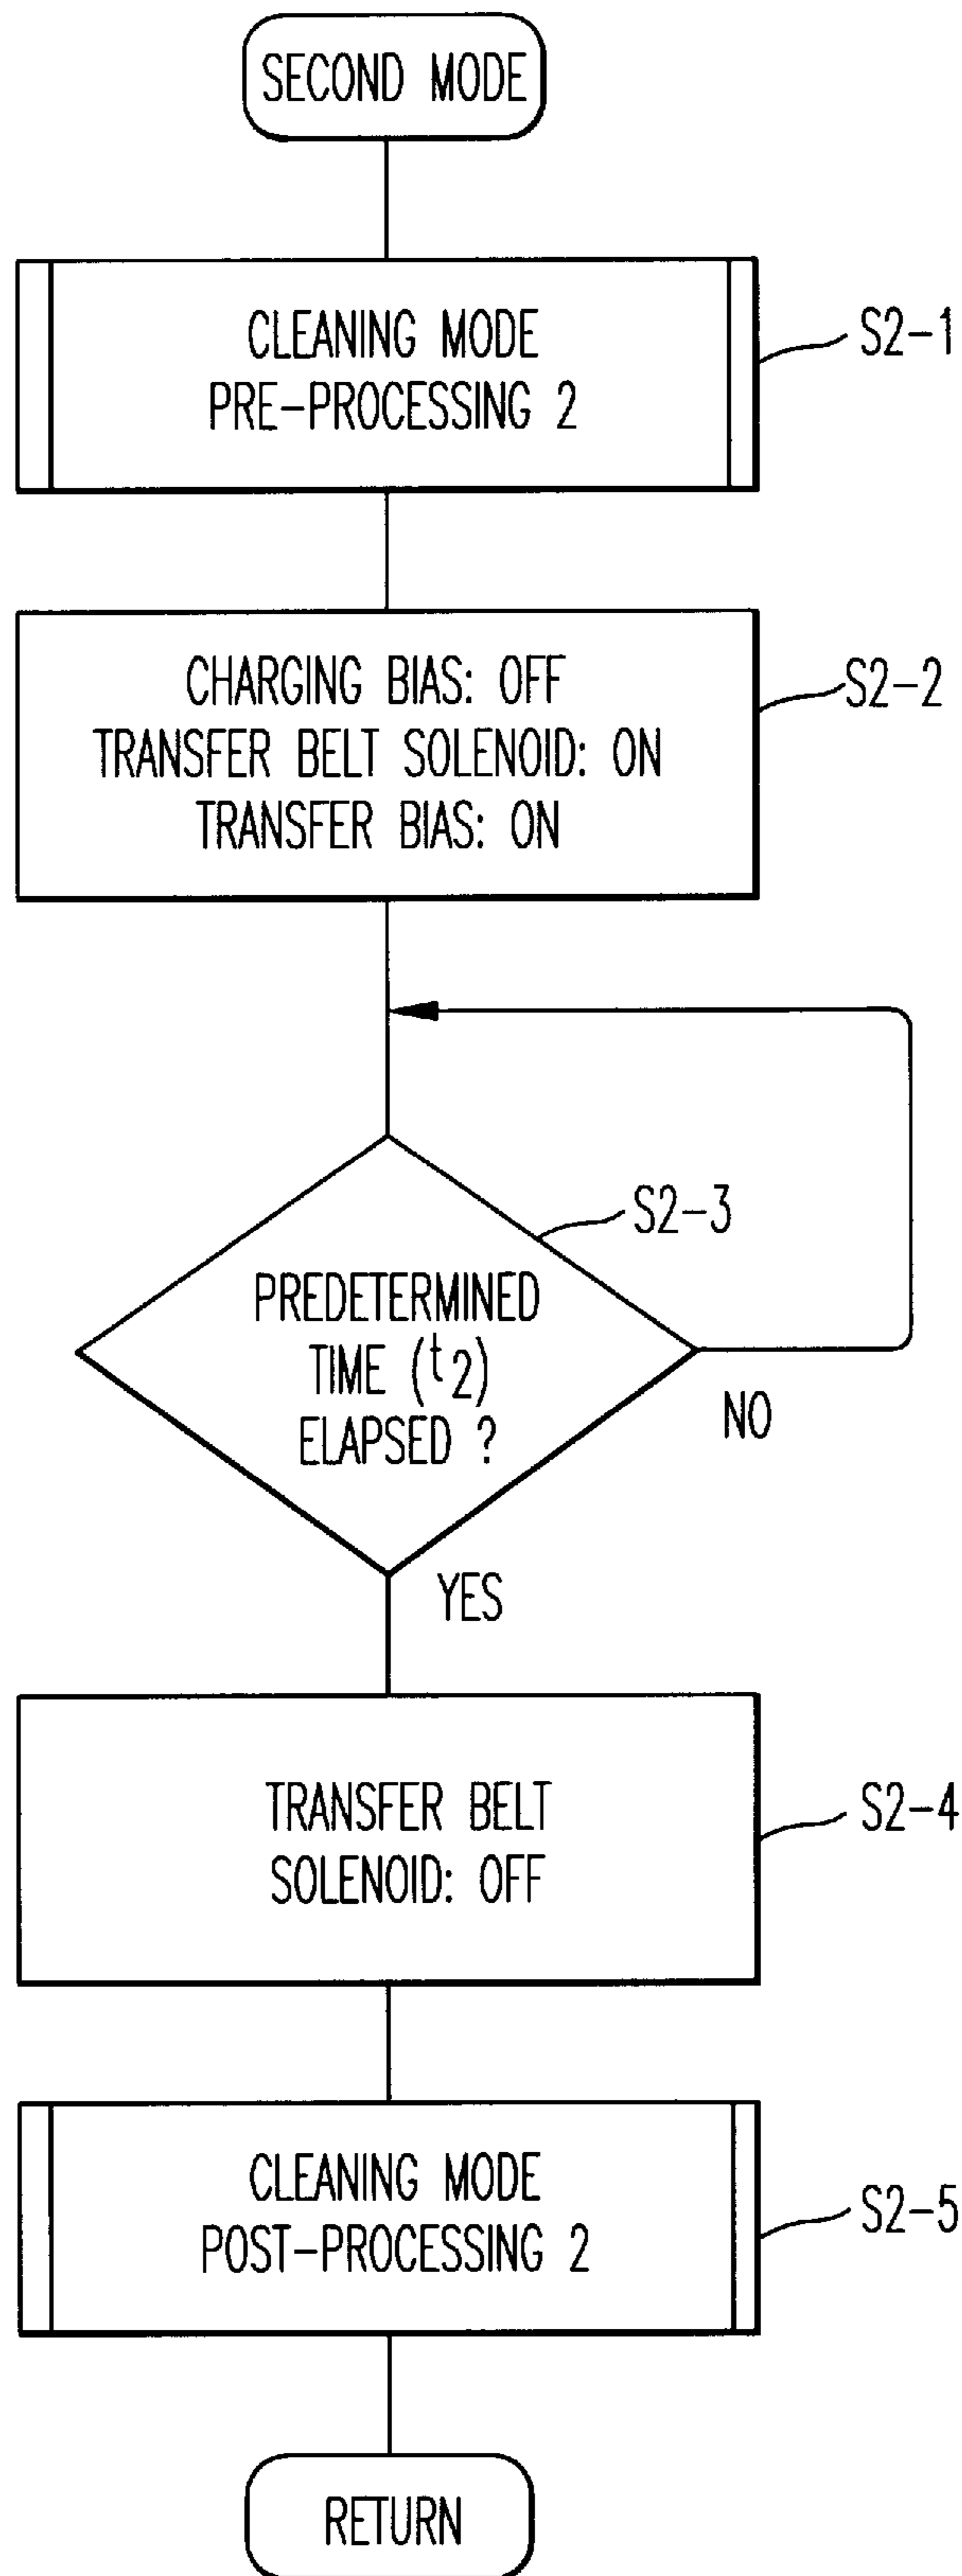 SECOND MODE
CLEANING MODE
PRE-PROCESSING 2
S2-1
CHARGING BIAS: OFF
TRANSFER BELT SOLENOID: ON
TRANSFER BIAS: ON
S2-2
S2-3
PREDETERMINED
TIME (t2)
ELAPSED ?
NO
YES
TRANSFER BELT
SOLENOID: OFF
S2-4
CLEANING MODE
POST-PROCESSING 2
S2-5
RETURN